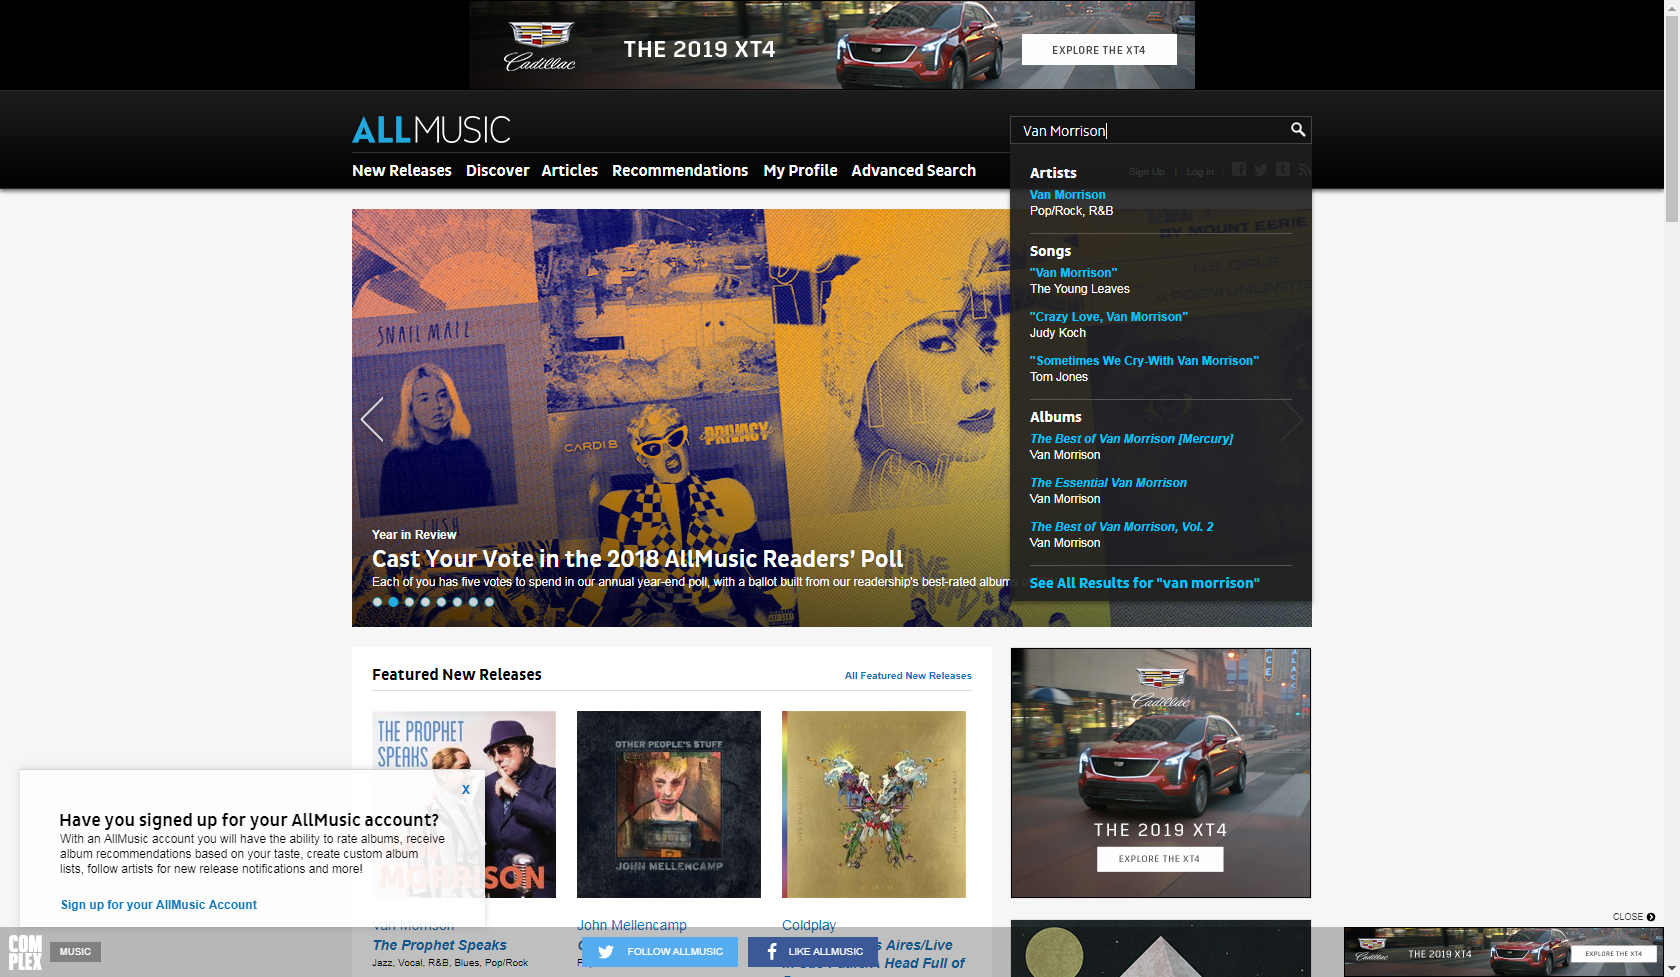 Cadillac
THE 2019 XT4
EXPLORE THE XT4
ALLMUSIC
Van Morrison
New Releases
Discover
Articles
Recommendations
My Profile
Advanced Search
Sign Up | Log in
Artists
Van Morrison
Pop/Rock, R&B
Songs
"Van Morrison"
The Young Leaves
"Crazy Love, Van Morrison"
Judy Koch
"Sometimes We Cry-With Van Morrison"
Tom Jones
Albums
The Best of Van Morrison [Mercury]
Van Morrison
The Essential Van Morrison
Van Morrison
The Best of Van Morrison, Vol. 2
Van Morrison
See All Results for "van morrison"
BY MOUNT EERIE
U.S. GIRLS
A POEM UNLIMITED
SNAIL MAIL
LUSH
CARDI B
PRIVACY
Year in Review
Cast Your Vote in the 2018 AllMusic Readers' Poll
Each of you has five votes to spend in our annual year-end poll, with a ballot built from our readership's best-rated albums
Featured New Releases
All Featured New Releases
THE PROPHET
SPEAKS
MORRISON
OTHER PEOPLE'S STUFF
JOHN MELLENCAMP
Cadillac
THE 2019 XT4
EXPLORE THE XT4
X
Have you signed up for your AllMusic account?
With an AllMusic account you will have the ability to rate albums, receive
album recommendations based on your taste, create custom album
lists, follow artists for new release notifications and more!
Sign up for your AllMusic Account
Van Morrison
The Prophet Speaks
Jazz, Vocal, R&B, Blues, Pop/Rock
John Mellencamp
Coldplay
Aires/Live
A Head Full of
COMPLEX
MUSIC
FOLLOW ALLMUSIC
LIKE ALLMUSIC
CLOSE
Cadillac
THE 2019 XT4
EXPLORE THE XT4